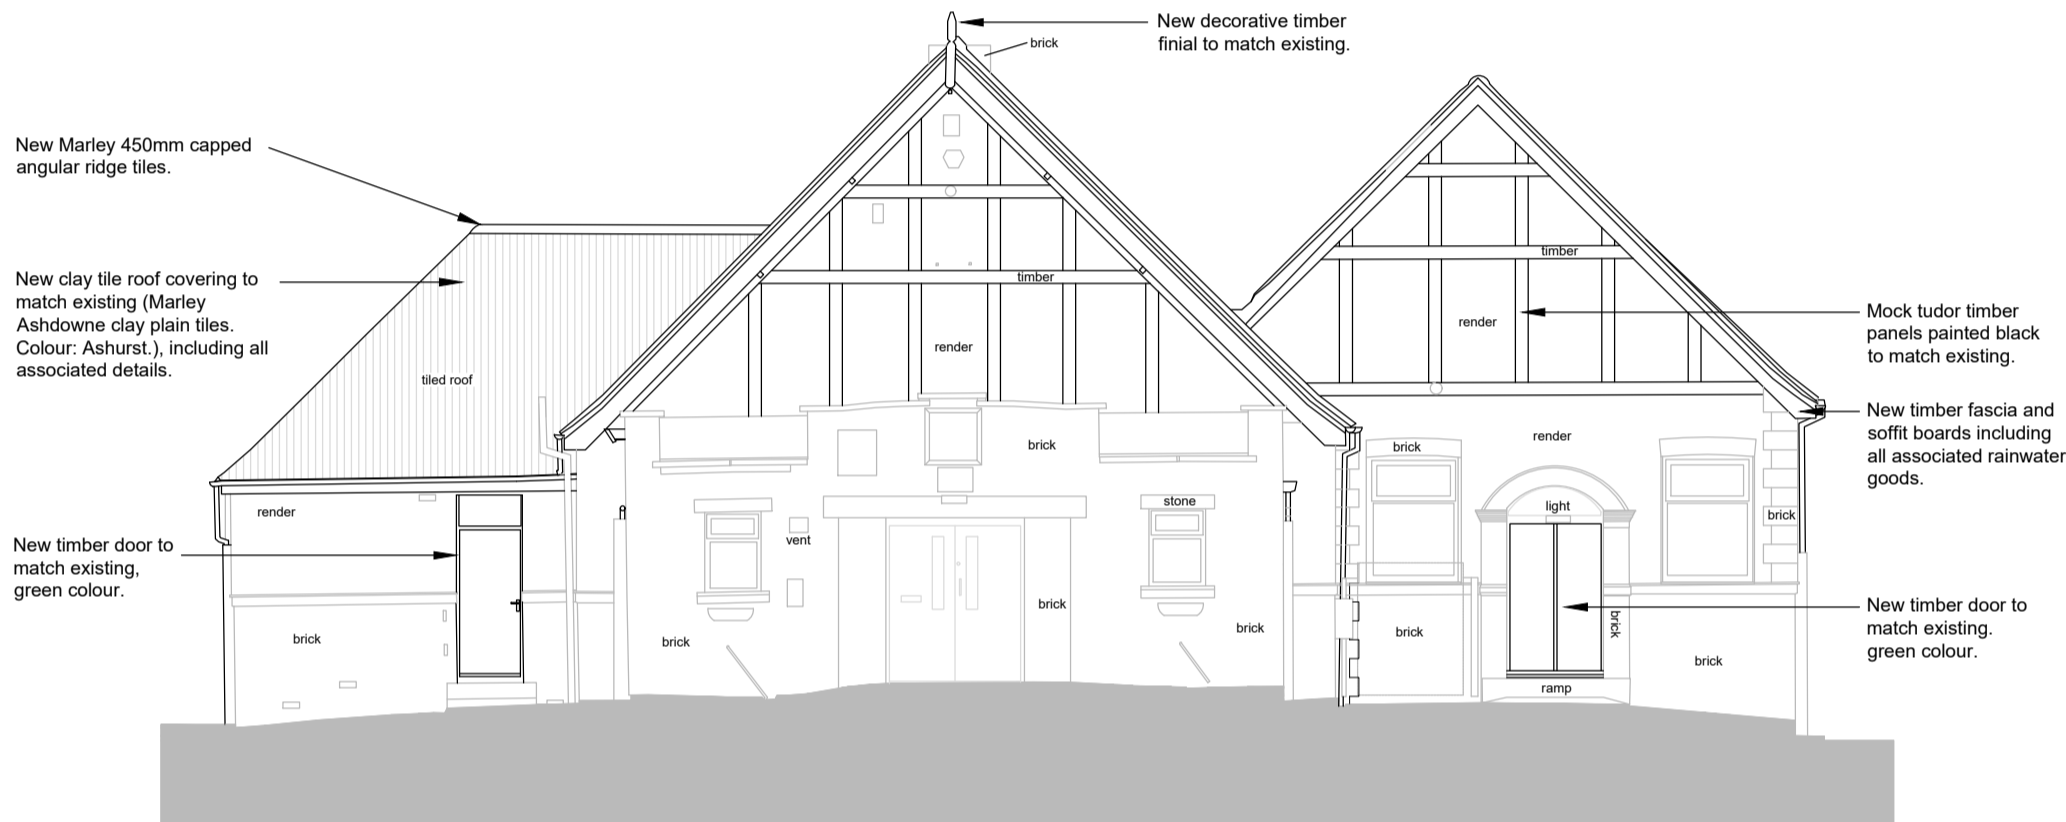 New decorative timber
finial to match existing.
brick
New Marley 450mm capped
angular ridge tiles.
New clay tile roof covering to
match existing (Marley
Ashdowne clay plain tiles.
Colour: Ashurst.), including all
associated details.
tiled roof
timber
render
timber
render
Mock tudor timber
panels painted black
to match existing.
New timber fascia and
soffit boards including
all associated rainwater
goods.
render
brick
brick
render
stone
light
brick
vent
New timber door to
match existing,
green colour.
brick
brick
brick
brick
brick
brick
brick
New timber door to
match existing.
green colour.
ramp